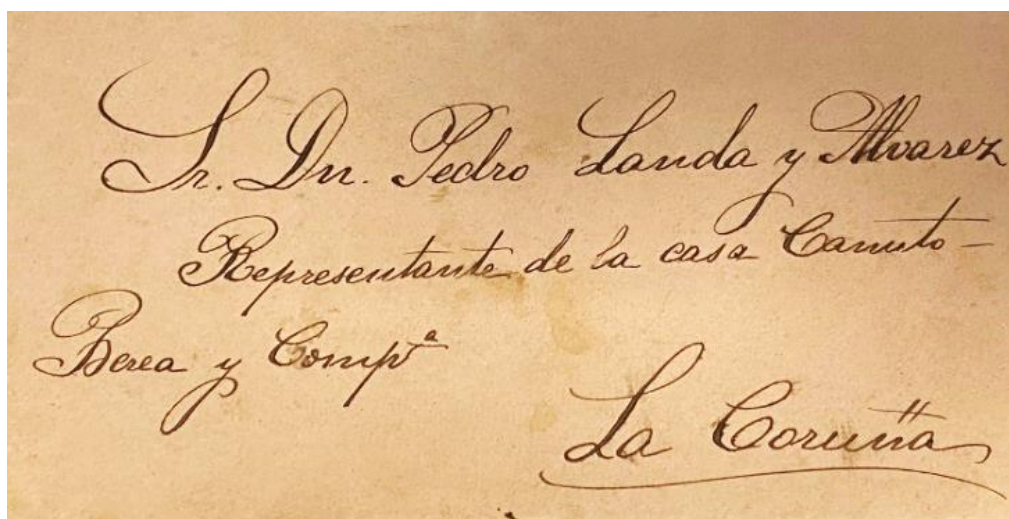 Sr. Dn. Pedro Landa y Alvarez
Representante de la casa Canuto-
Berea y Compª
La Coruña